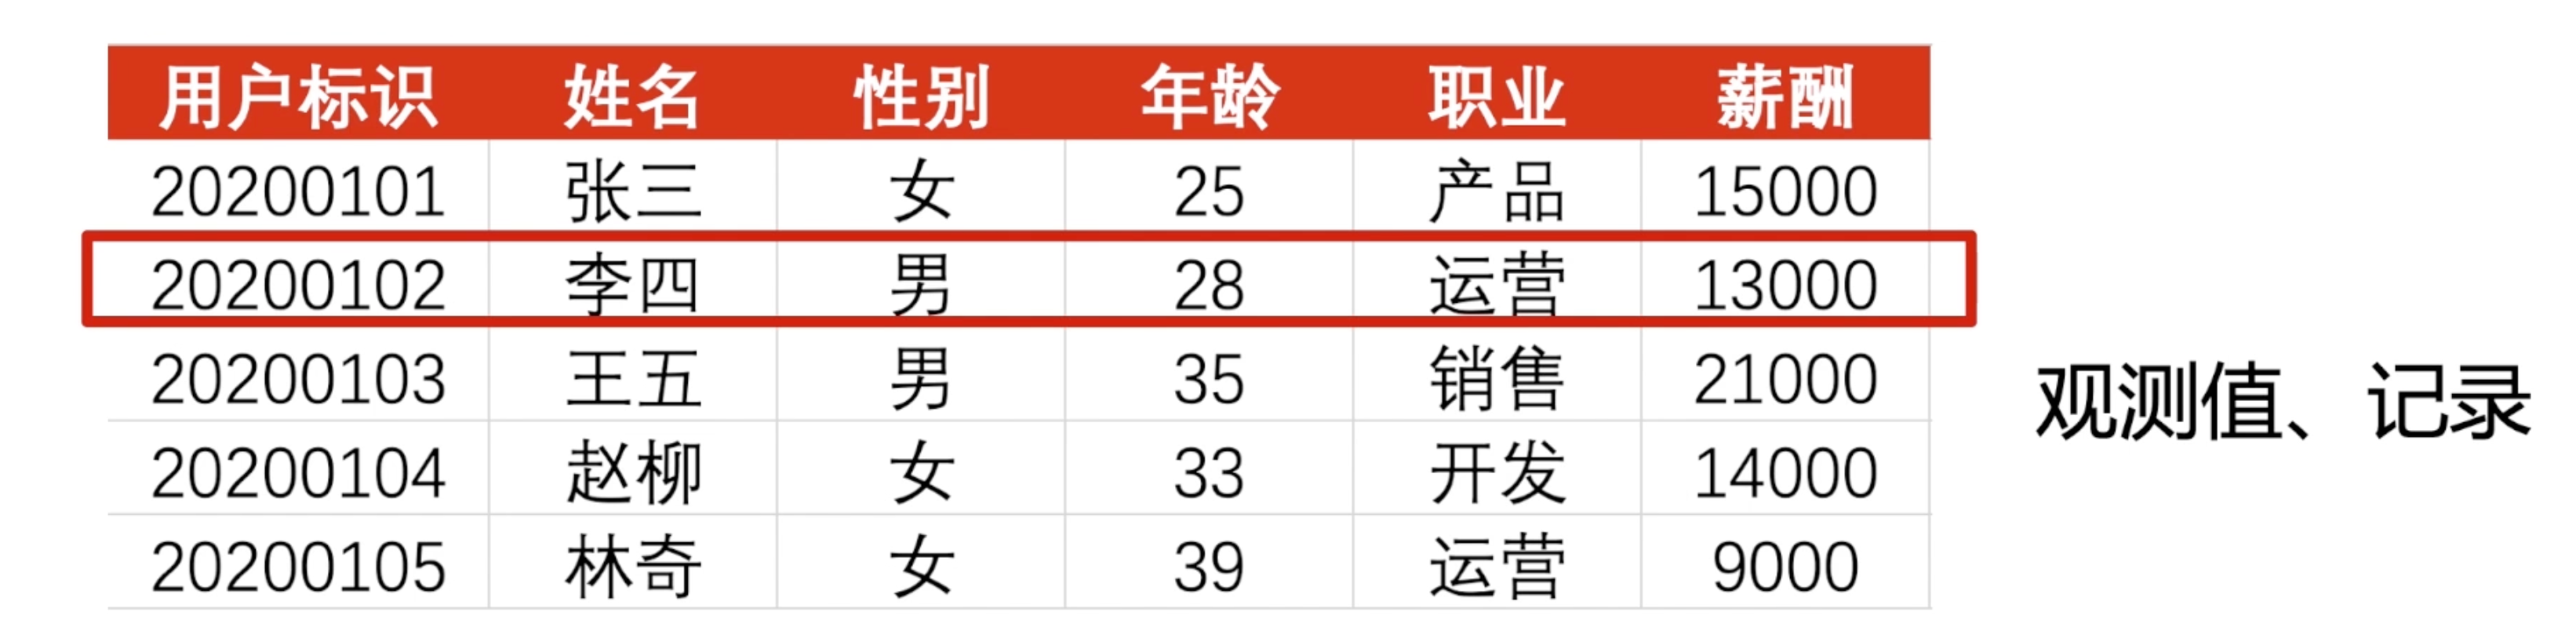 用户标识 姓名 性别 年龄 职业 薪酬
20200101 张三 女 25 产品 15000
20200102 李四 男 28 运营 13000
20200103 王五 男 35 销售 21000
观测值、记录
20200104 赵柳 女 33 开发 14000
20200105 林奇 女 39 运营 9000